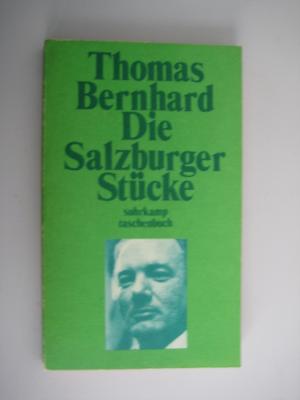 Thomas
Bernhard
Die
Salzburger
Stücke
suhrkamp
taschenbuch